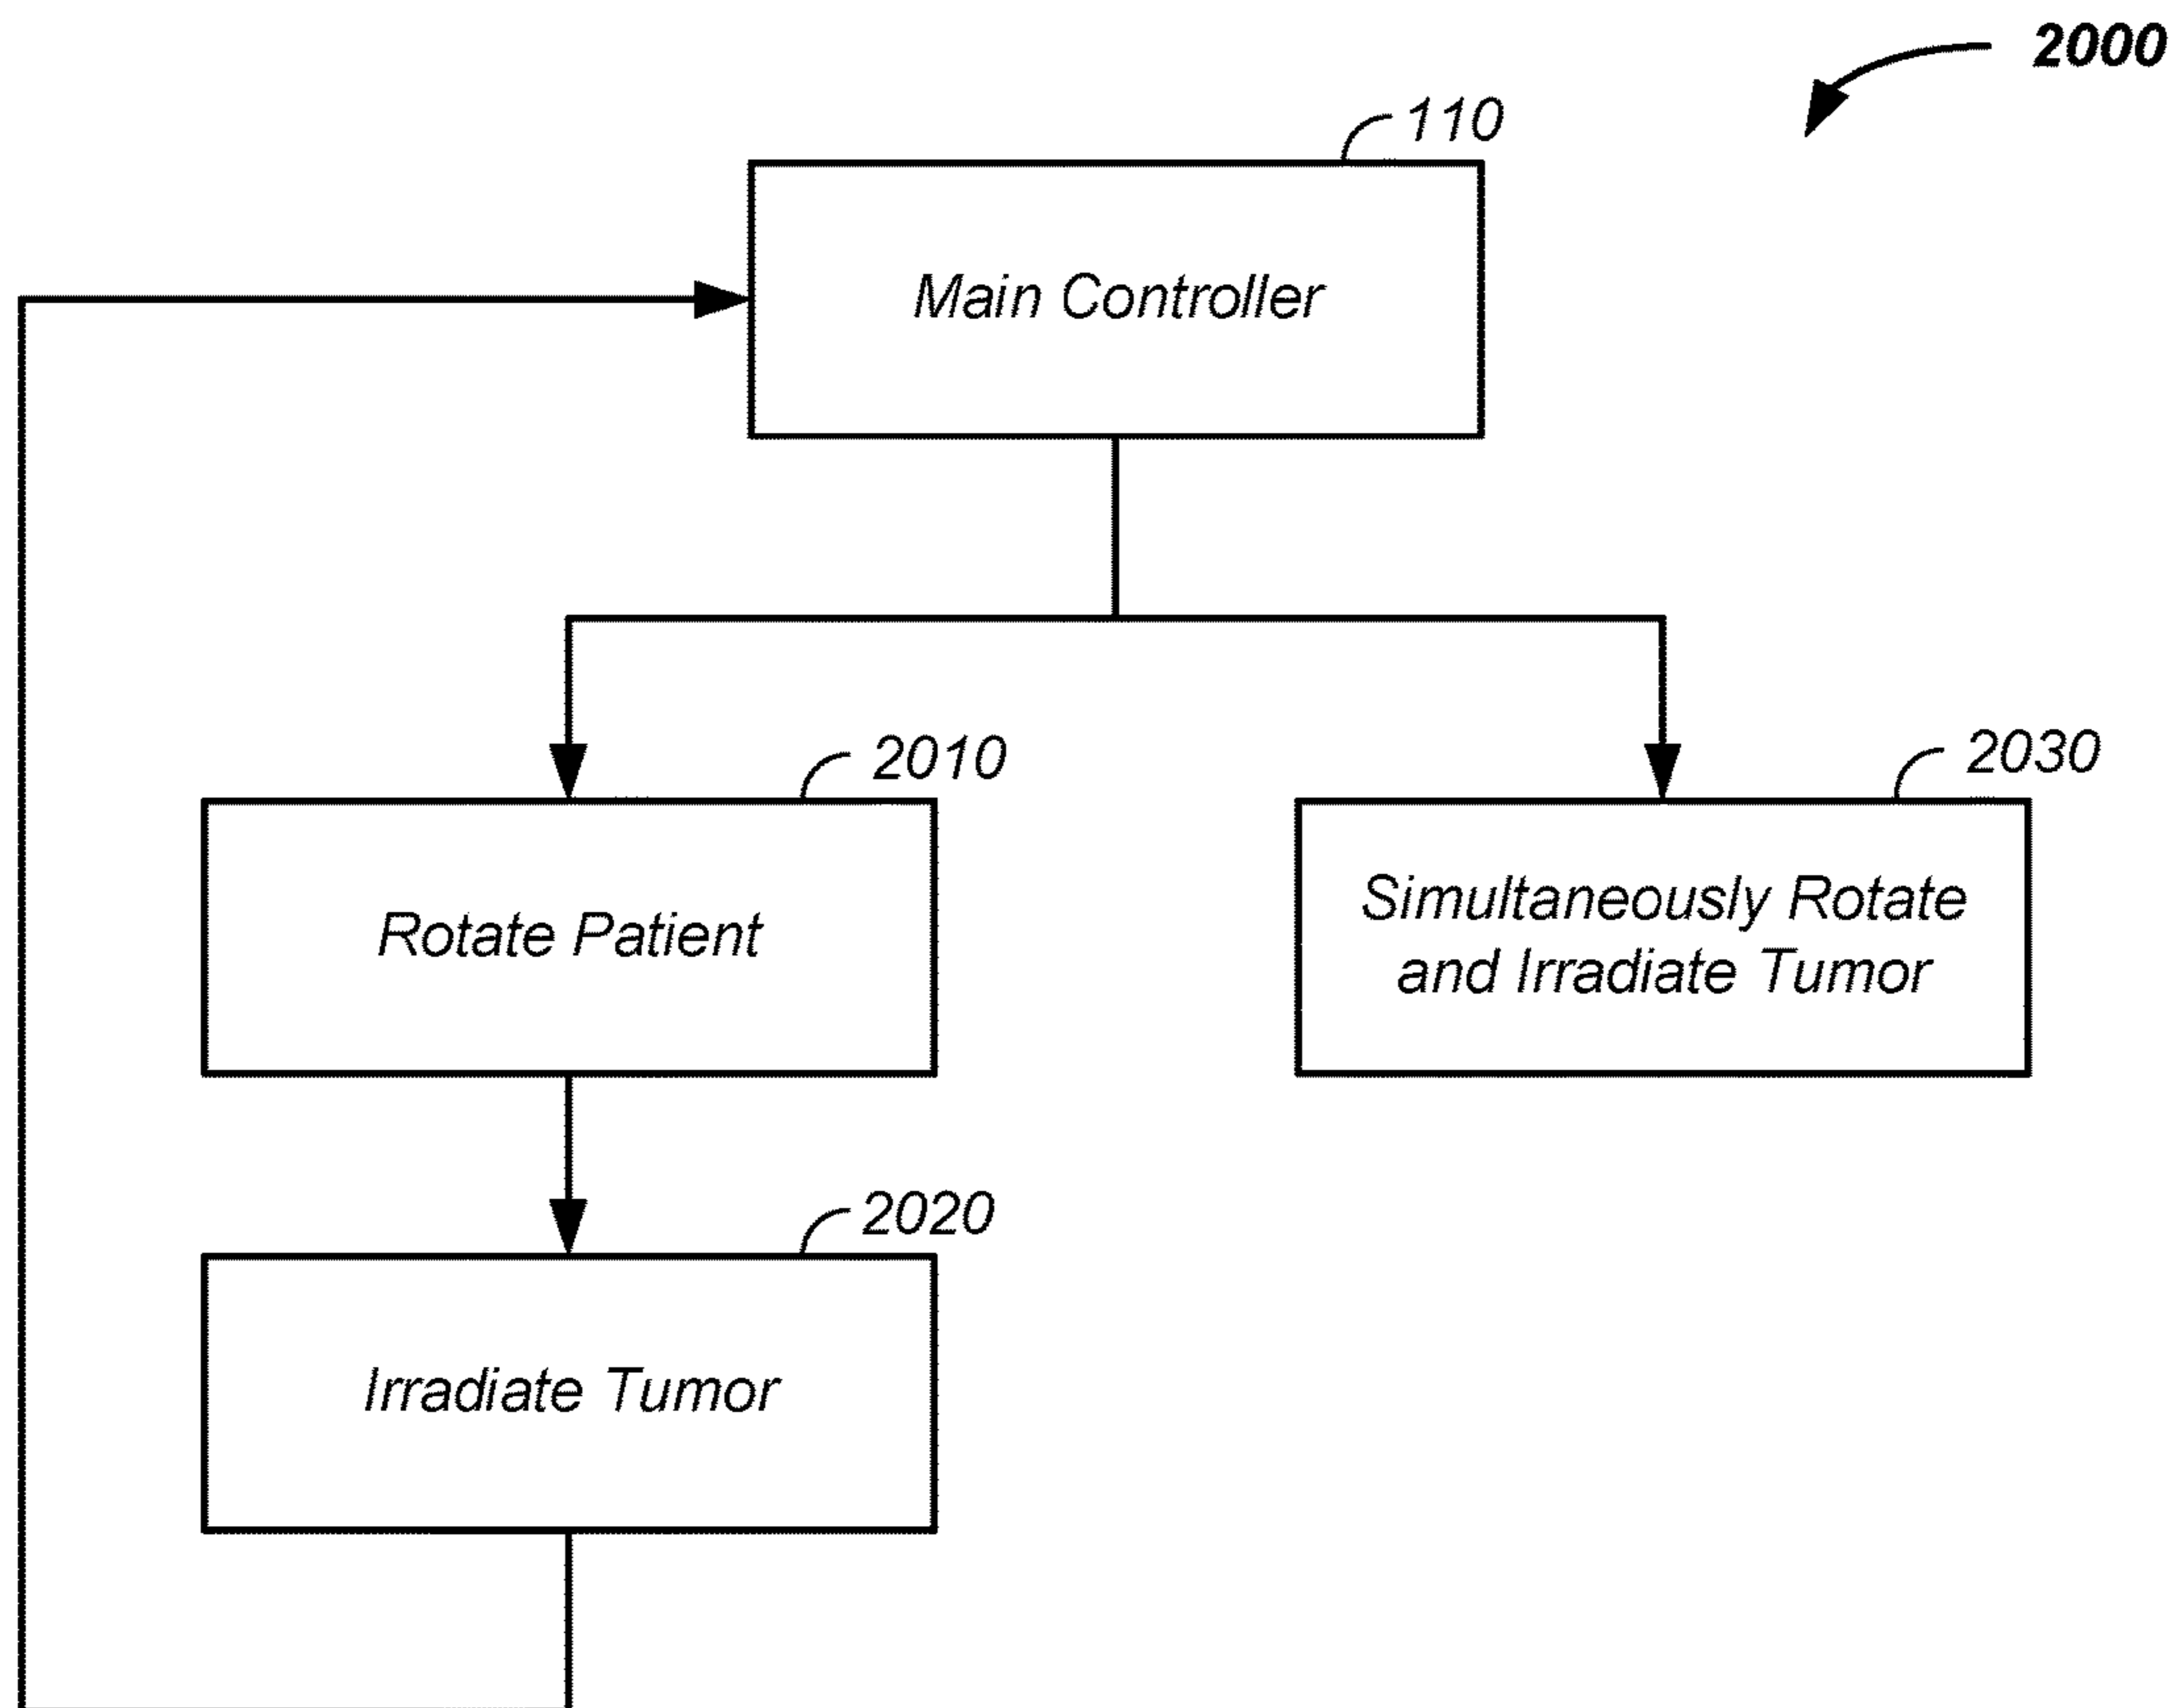 2000
110
Main Controller
2010
2030
Rotate Patient
Simultaneously Rotate
and Irradiate Tumor
2020
Irradiate Tumor